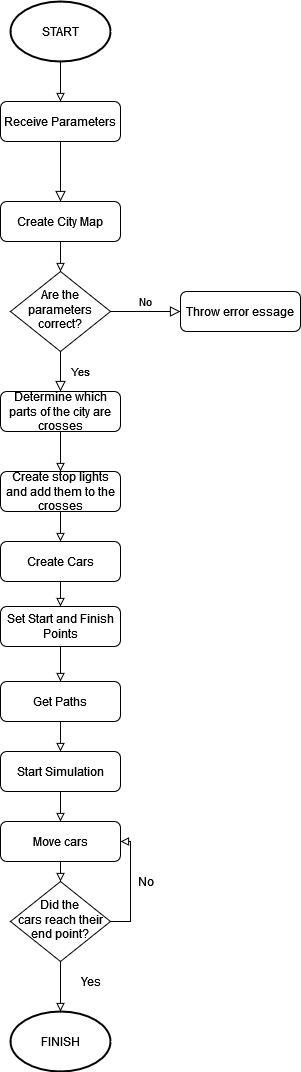 START
Receive Parameters
Create City Map
Are the
parameters
correct?
No
Throw error essage
Yes
Determine which
parts of the city are
crosses
Create stop lights
and add them to the
crosses
Create Cars
Set Start and Finish
Points
Get Paths
Start Simulation
Move cars
No
Did the
cars reach their
end point?
Yes
FINISH